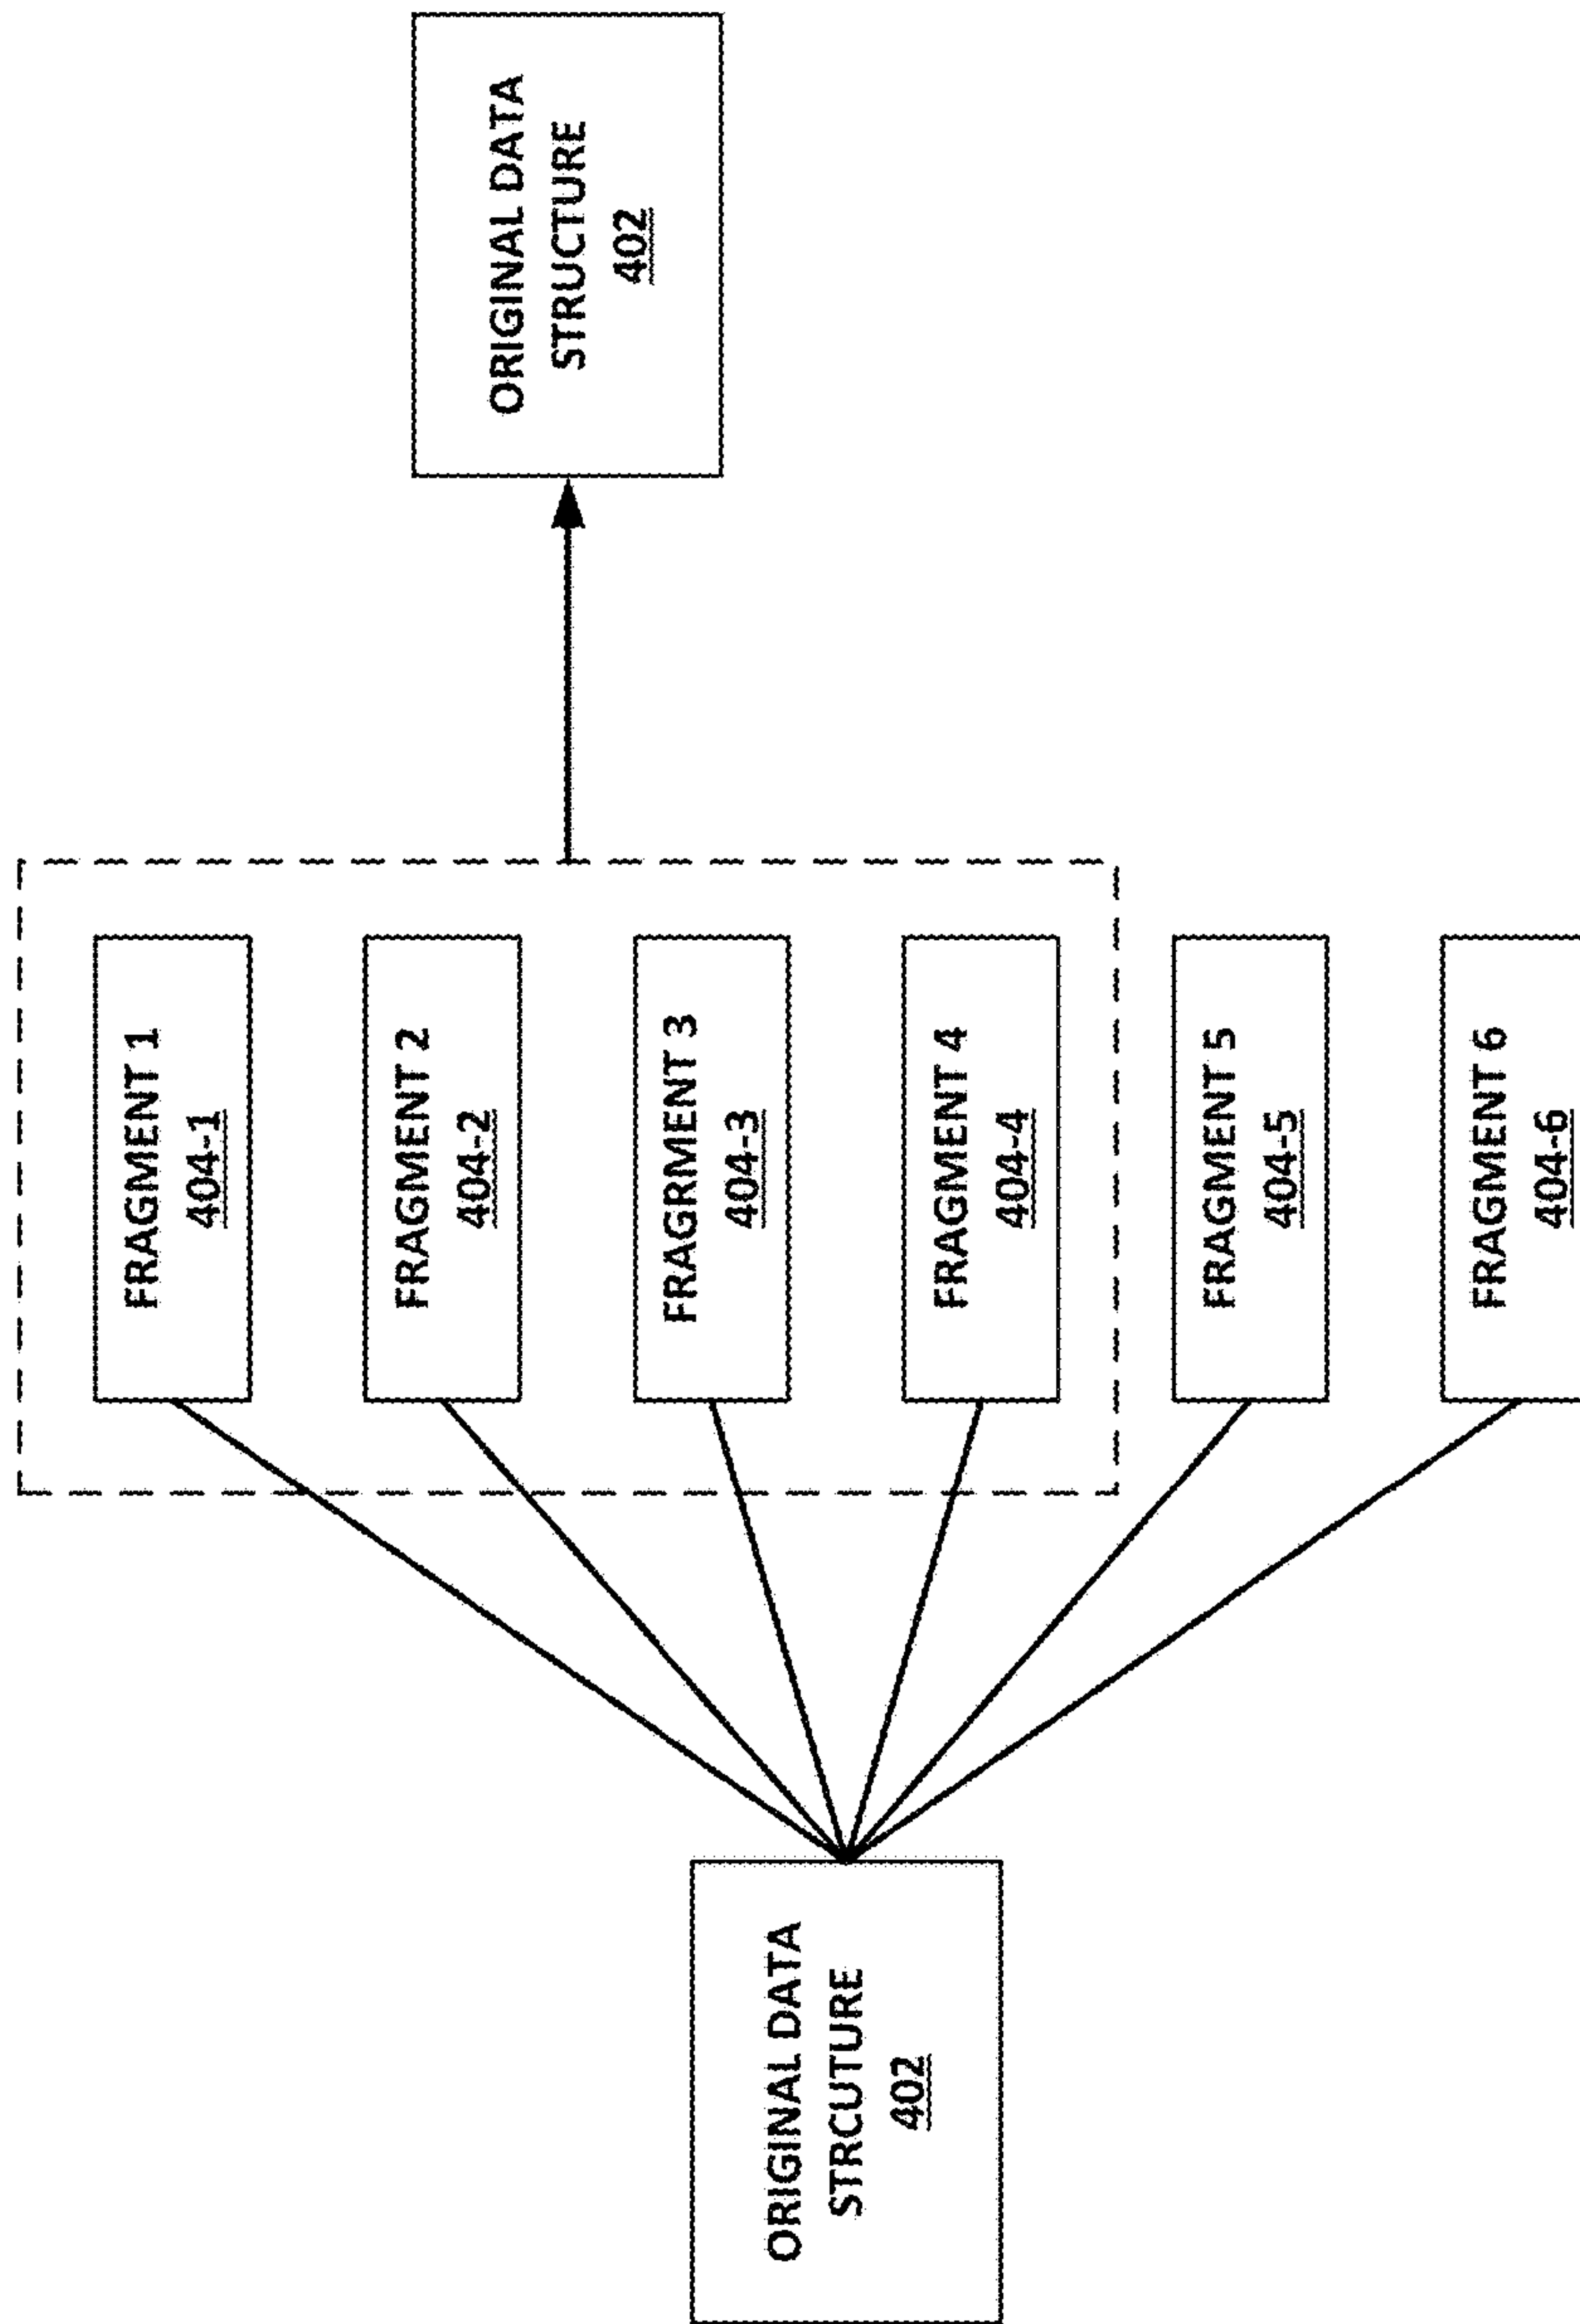 ORIGINAL DATA
STRCUTURE
402
FRAGMENT 1
404-1
FRAGMENT 2
404-2
FRAGRMENT 3
404-3
FRAGMENT 4
404-4
FRAGMENT 5
404-5
FRAGMENT 6
404-6
ORIGINAL DATA
STRUCTURE
402